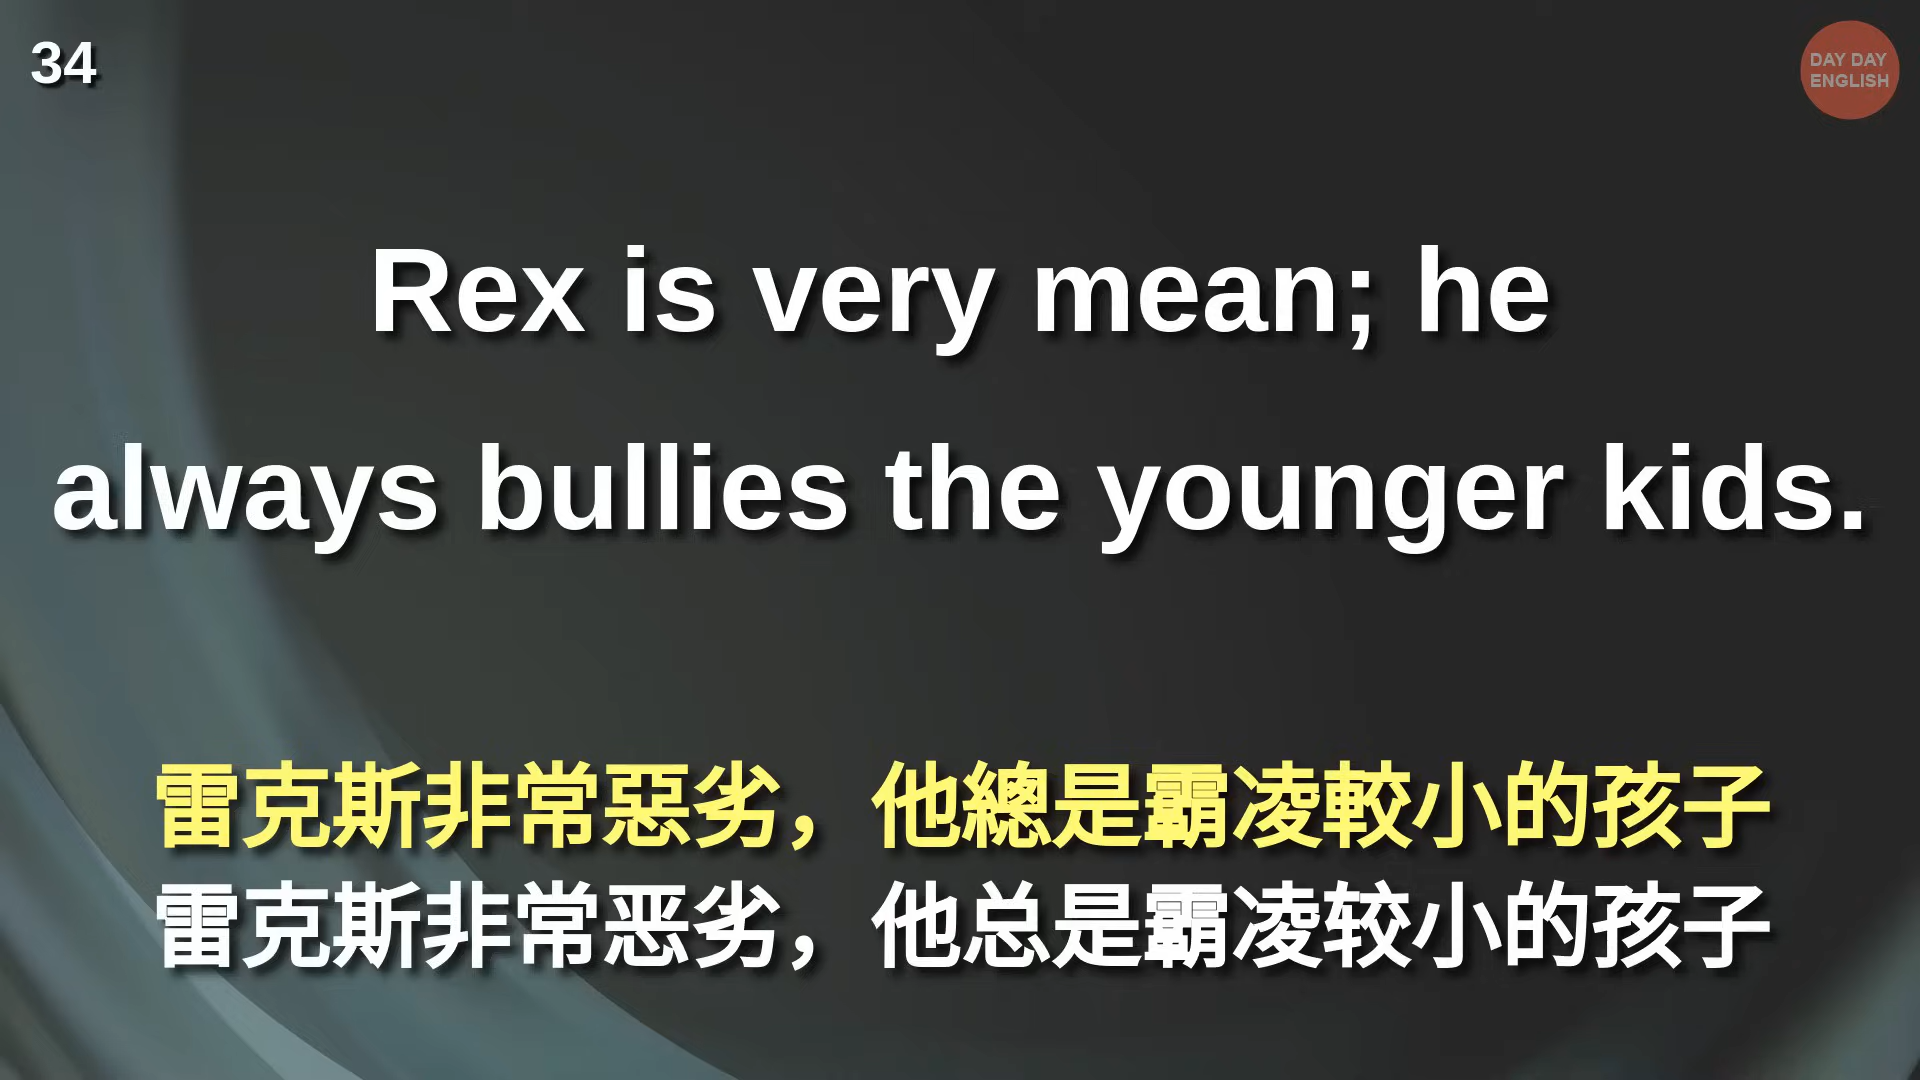 34
DAY DAY
ENGLISH
Rex is very mean; he
always bullies the younger kids.
雷克斯非常惡劣，他總是霸凌較小的孩子
雷克斯非常恶劣，他总是霸凌较小的孩子